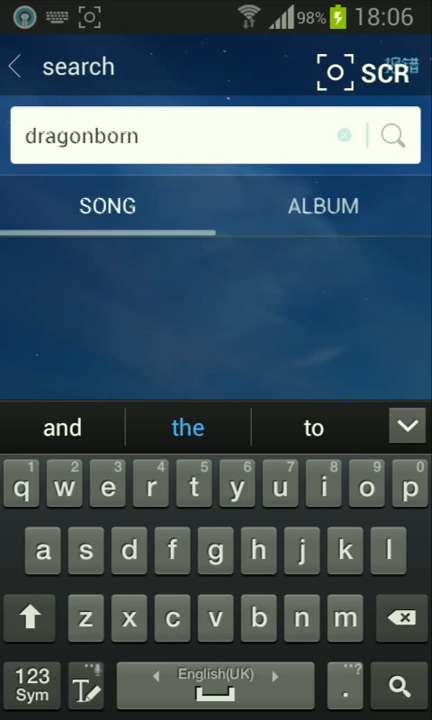 98% 18:06
search
SCR
dragonborn
SONG ALBUM
and the to
1 2 3 4 5 6 7 8 9 0
q w e r t y u i o p
a s d f g h j k l
z x c v b n m
123
Sym
T
English(UK)
...?
.